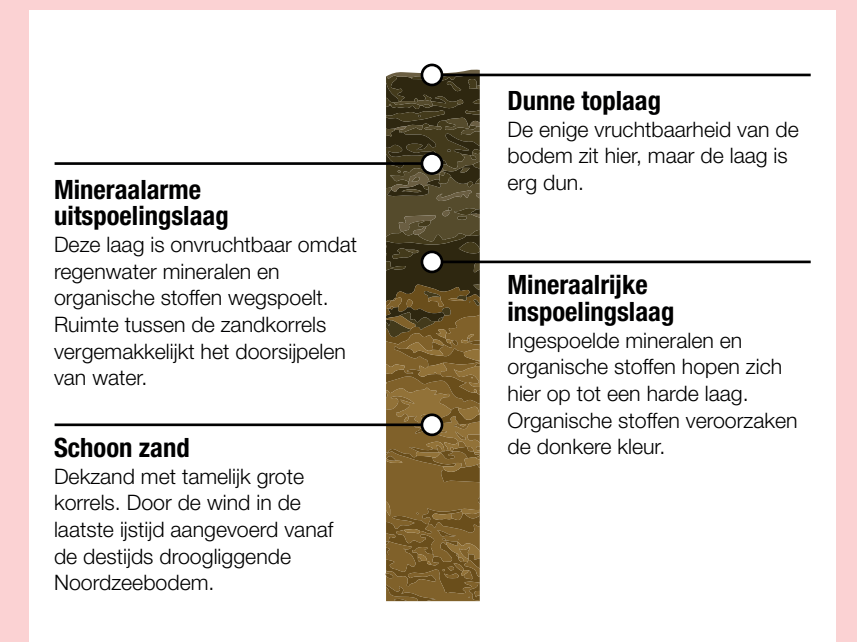 Dunne toplaag
De enige vruchtbaarheid van de
bodem zit hier, maar de laag is
erg dun.
Mineraalarme
uitspoelingslaag
Deze laag is onvruchtbaar omdat
regenwater mineralen en
organische stoffen wegspoelt.
Ruimte tussen de zandkorrels
vergemakkelijkt het doorsijpelen
van water.
Mineraalrijke
inspoelingslaag
Ingespoelde mineralen en
organische stoffen hopen zich
hier op tot een harde laag.
Organische stoffen veroorzaken
de donkere kleur.
Schoon zand
Dekzand met tamelijk grote
korrels. Door de wind in de
laatste ijstijd aangevoerd vanaf
de destijds droogliggende
Noordzeebodem.